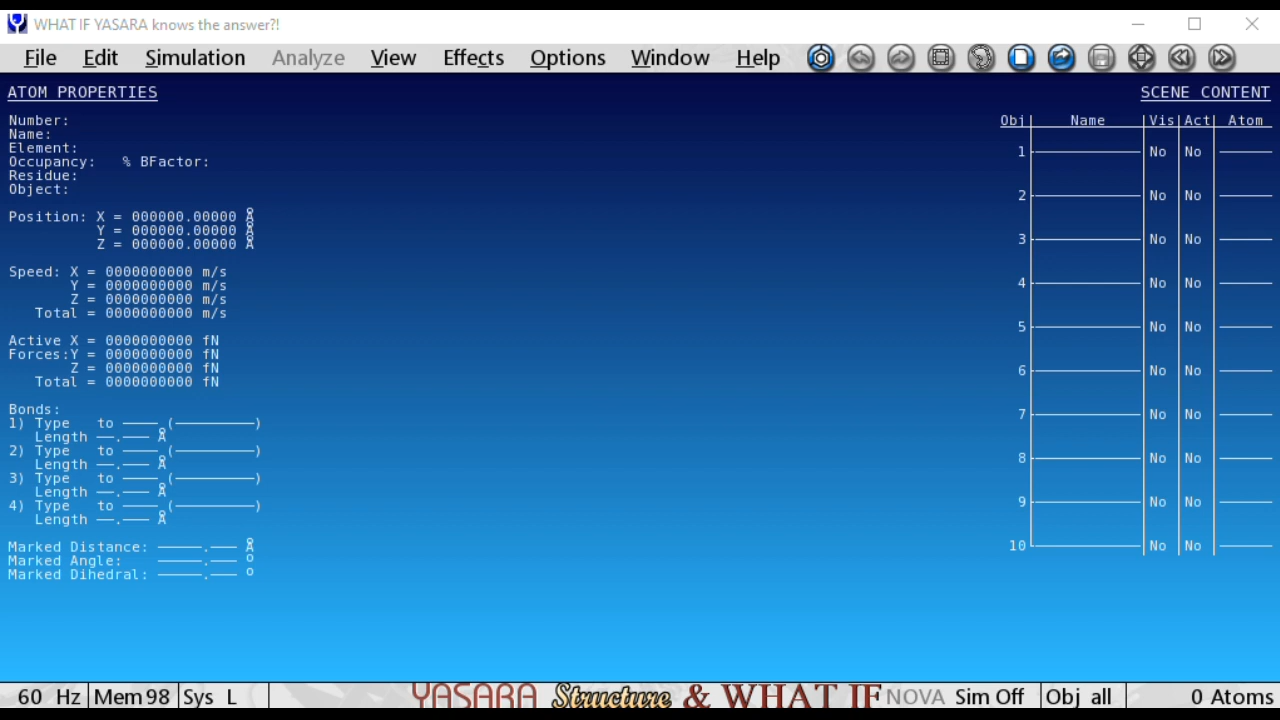 WHAT IF YASARA knows the answer?!
File Edit Simulation Analyze View Effects Options Window Help
ATOM PROPERTIES
Number:
Name:
Element:
Occupancy: % BFactor:
Residue:
Object:
Position: X = 000000.00000 Å
Y = 000000.00000 Å
Z = 000000.00000 Å
Speed: X = 0000000000 m/s
Y = 0000000000 m/s
Z = 0000000000 m/s
Total = 0000000000 m/s
Active X = 0000000000 fN
Forces:Y = 0000000000 fN
Z = 0000000000 fN
Total = 0000000000 fN
Bonds:
1) Type to ————.(—————————)
Length ——.——— Å
2) Type to ————.(—————————)
Length ——.——— Å
3) Type to ————.(—————————)
Length ——.——— Å
4) Type to ————.(—————————)
Length ——.——— Å
Marked Distance: —————.——— Å
Marked Angle: —————.——— º
Marked Dihedral: —————.——— º
SCENE CONTENT
Obj Name Vis Act Atom
1 No No
2 No No
3 No No
4 No No
5 No No
6 No No
7 No No
8 No No
9 No No
10 No No
60 Hz Mem 98 Sys L YASARA Structure & WHAT IF NOVA Sim Off Obj all 0 Atoms